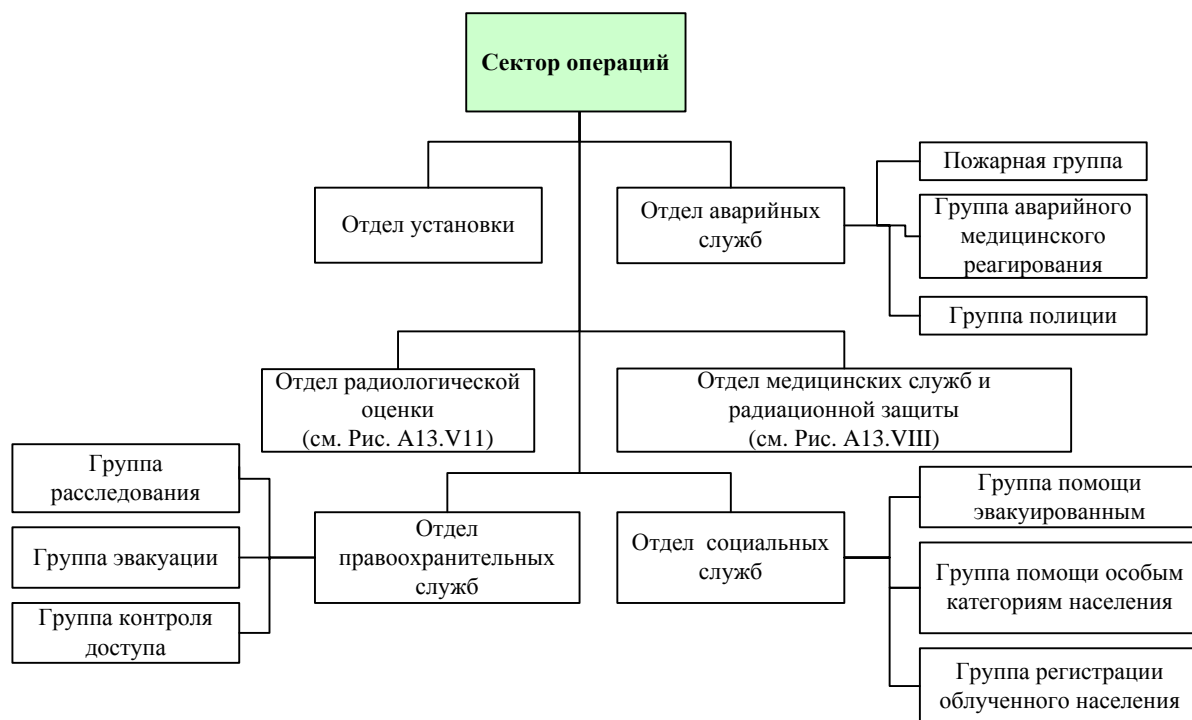 Сектор операций
Пожарная группа
Отдел установки
Отдел аварийных
служб
Группа аварийного
медицинского
реагирования
Группа полиции
Отдел радиологической
оценки
(см. Рис. A13.V11)
Отдел медицинских служб и
радиационной защиты
(см. Рис. A13.VIII)
Группа
расследования
Группа эвакуации
Группа контроля
доступа
Отдел
правоохранительных
служб
Отдел социальных
служб
Группа помощи
эвакуированным
Группа помощи особым
категориям населения
Группа регистрации
облученного населения